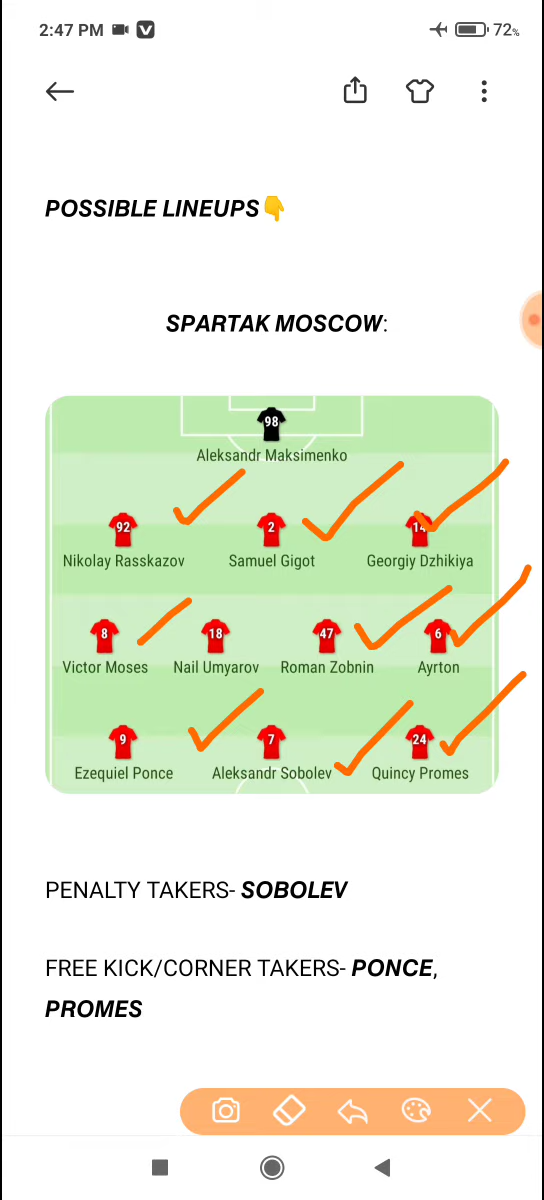 2:47 PM
72%
POSSIBLE LINEUPS👇
SPARTAK MOSCOW:
98
Aleksandr Maksimenko
92 2 14
Nikolay Rasskazov Samuel Gigot Georgiy Dzhikiya
8 18 47 6
Victor Moses Nail Umyarov Roman Zobnin Ayrton
9 7 24
Ezequiel Ponce Aleksandr Sobolev Quincy Promes
PENALTY TAKERS- SOBOLEV
FREE KICK/CORNER TAKERS- PONCE,
PROMES